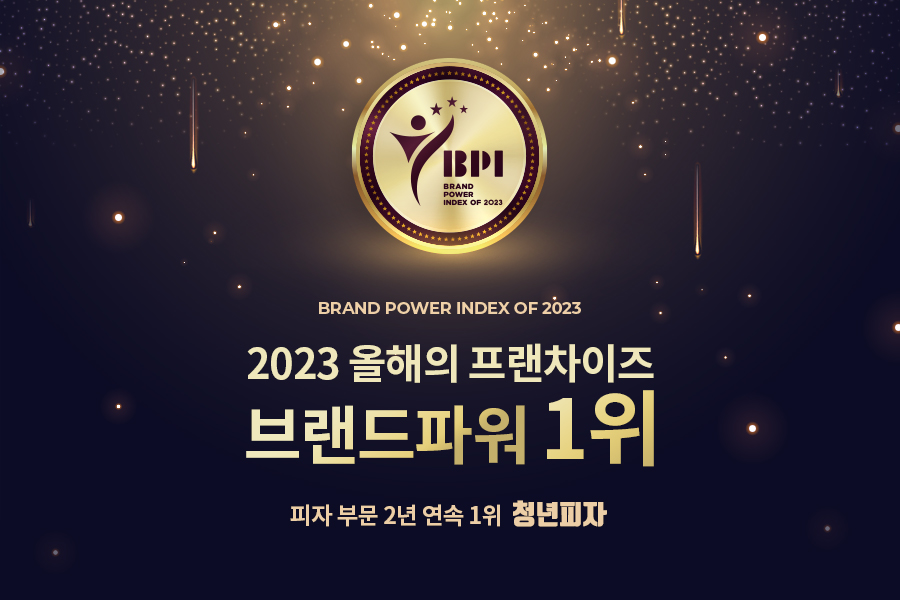 BPI
BRAND
POWER
INDEX OF 2023
BRAND POWER INDEX OF 2023
2023 올해의 프랜차이즈
브랜드파워 1위
피자 부문 2년 연속 1위 청년피자